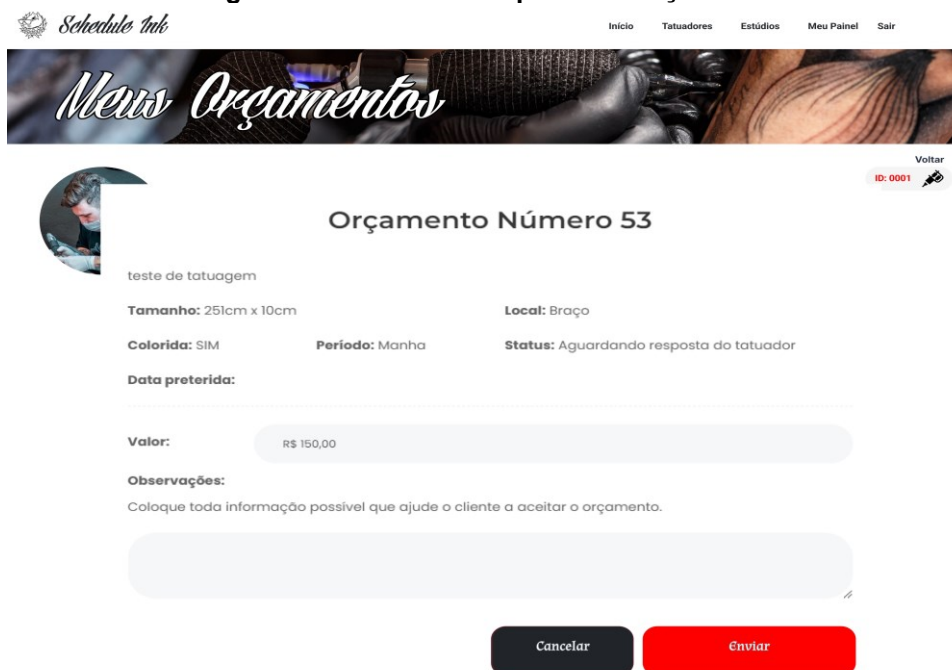 Schedule Ink
Início Tatuadores Estúdios Meu Painel Sair
Meus Orçamentos
Voltar
ID: 0001
Orçamento Número 53
teste de tatuagem
Tamanho: 251cm x 10cm Local: Braço
Colorida: SIM Período: Manha Status: Aguardando resposta do tatuador
Data preterida:
Valor: R$ 150,00
Observações:
Coloque toda informação possível que ajude o cliente a aceitar o orçamento.
Cancelar Enviar